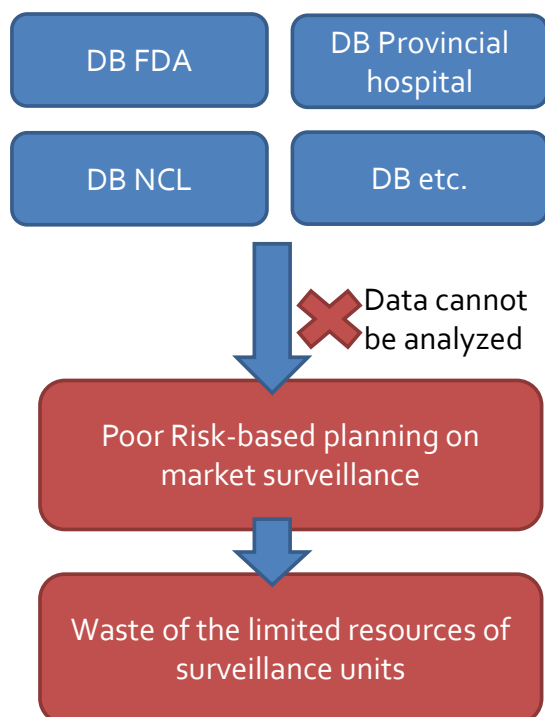 DB FDA
DB Provincial
hospital
DB NCL
DB etc.
Data cannot
be analyzed
Poor Risk-based planning on
market surveillance
Waste of the limited resources of
surveillance units